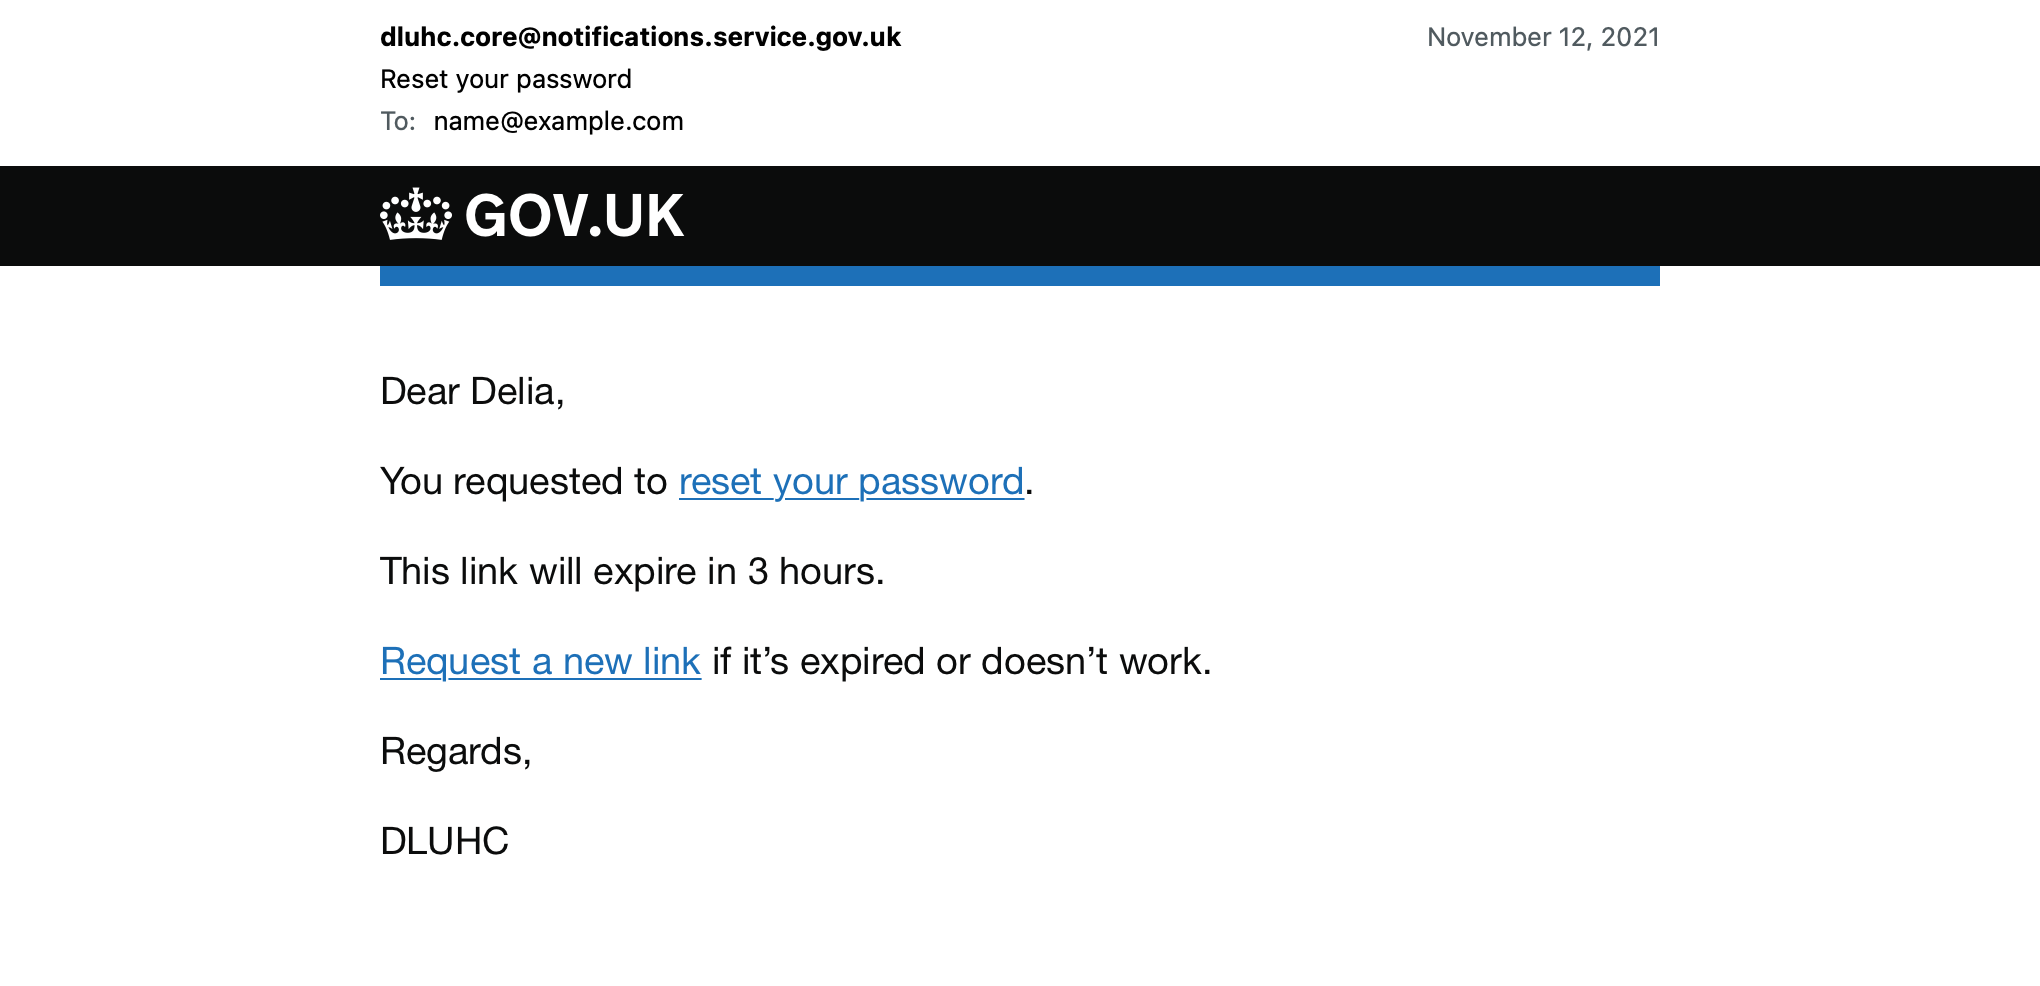 dluhc.core@notifications.service.gov.uk November 12, 2021
Reset your password
To: name@example.com
GOV.UK
Dear Delia,
You requested to reset your password.
This link will expire in 3 hours.
Request a new link if it’s expired or doesn’t work.
Regards,
DLUHC